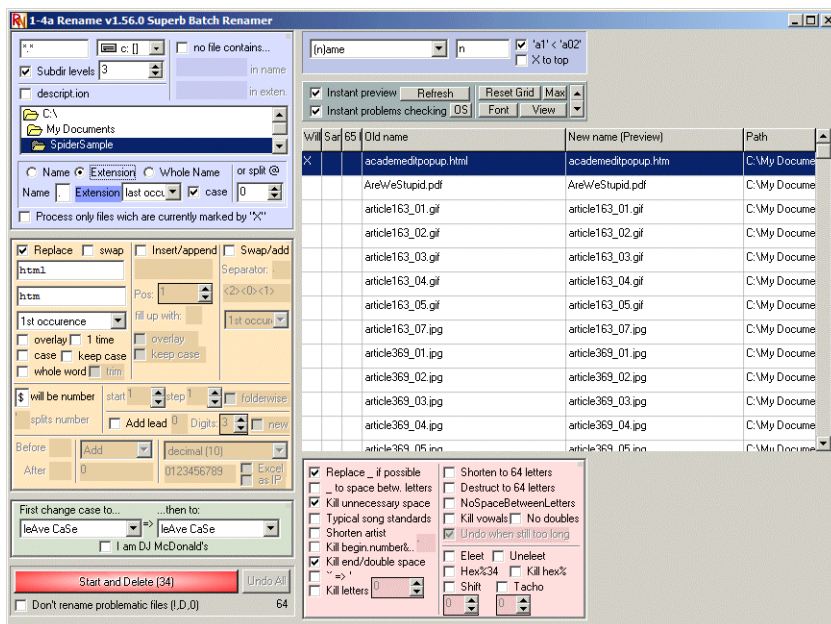 1-4a Rename v1.56.0 Superb Batch Renamer
*.* c: [] no file contains...
Subdir levels 3 in name
descript.ion in exten.
C:\
My Documents
SpiderSample
Name Extension Whole Name or split @
Name . Extension last occu case 0
Process only files wich are currently marked by "X"
(n)ame n 'a1' < 'a02'
X to top
Instant preview Refresh Reset Grid Max
Instant problems checking OS Font View
Will Sar 65 Old name New name (Preview) Path
X academeditpopup.html academeditpopup.htm C:\My Docume
AreWeStupid.pdf AreWeStupid.pdf C:\My Docume
article163_01.gif article163_01.gif C:\My Docume
article163_02.gif article163_02.gif C:\My Docume
article163_03.gif article163_03.gif C:\My Docume
article163_04.gif article163_04.gif C:\My Docume
article163_05.gif article163_05.gif C:\My Docume
article163_07.jpg article163_07.jpg C:\My Docume
article369_01.jpg article369_01.jpg C:\My Docume
article369_02.jpg article369_02.jpg C:\My Docume
article369_03.jpg article369_03.jpg C:\My Docume
article369_04.jpg article369_04.jpg C:\My Docume
article369_05.jpg article369_05.jpg C:\My Docume
Replace swap Insert/append Swap/add
html Separator:
htm Pos: 1 <2><0><1>
1st occurence fill up with: 1st occure
overlay 1 time overlay
case keep case keep case
whole word trim
$ will be number start 1 step 1 folderwise
splits number Add lead 0 Digits: 3 new
Before Add decimal (10)
After 0 0123456789 Excel
as IP
First change case to... ...then to:
leAve CaSe => leAve CaSe
I am DJ McDonald's
Start and Delete (34) Undo All
Don't rename problematic files (!,D,0) 64
Replace _ if possible
_ to space betw. letters
Kill unnecessary space
Typical song standards
Shorten artist
Kill begin.number&..
Kill end/double space
`´ => '
Kill letters 0
Shorten to 64 letters
Destruct to 64 letters
NoSpaceBetweenLetters
Kill vowals No doubles
Undo when still too long
Eleet Uneleet
Hex%34 Kill hex%
Shift Tacho
0 0